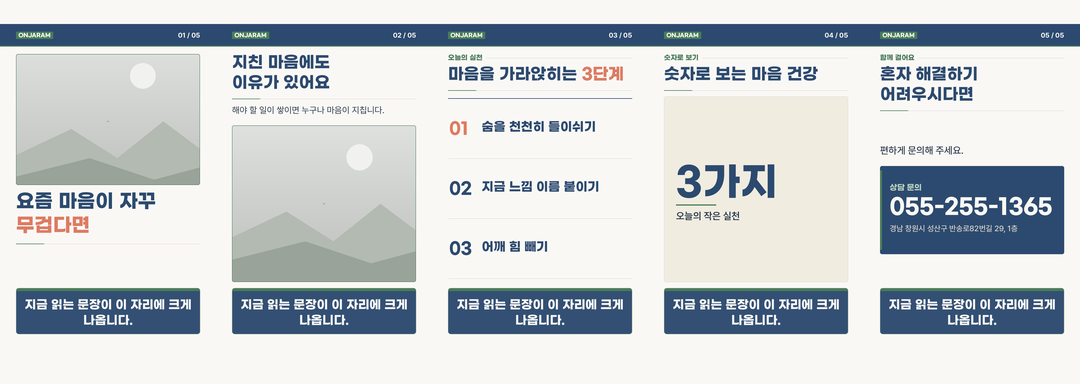 ONJARAM
01 / 05
요즘 마음이 자꾸
무겁다면
지금 읽는 문장이 이 자리에 크게
나옵니다.
ONJARAM
02 / 05
지친 마음에도
이유가 있어요
해야 할 일이 쌓이면 누구나 마음이 지칩니다.
지금 읽는 문장이 이 자리에 크게
나옵니다.
ONJARAM
03 / 05
오늘의 실천
마음을 가라앉히는 3단계
01 숨을 천천히 들이쉬기
02 지금 느낌 이름 붙이기
03 어깨 힘 빼기
지금 읽는 문장이 이 자리에 크게
나옵니다.
ONJARAM
04 / 05
숫자로 보기
숫자로 보는 마음 건강
3가지
오늘의 작은 실천
지금 읽는 문장이 이 자리에 크게
나옵니다.
ONJARAM
05 / 05
함께 걸어요
혼자 해결하기
어려우시다면
편하게 문의해 주세요.
상담 문의
055-255-1365
경남 창원시 성산구 반송로82번길 29, 1층
지금 읽는 문장이 이 자리에 크게
나옵니다.